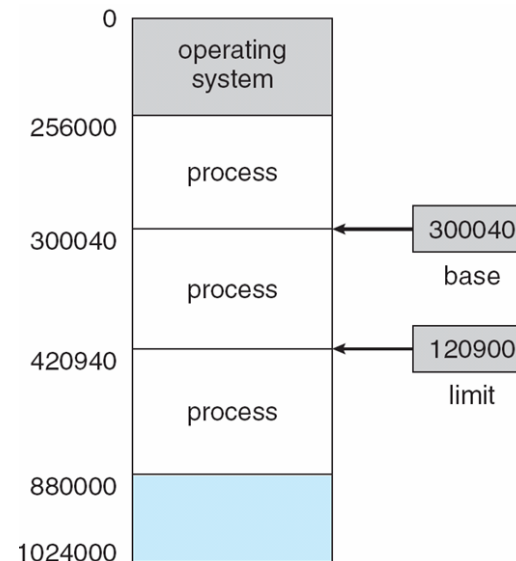 0
operating
system
256000
process
300040
300040
base
process
420940
120900
limit
process
880000
1024000